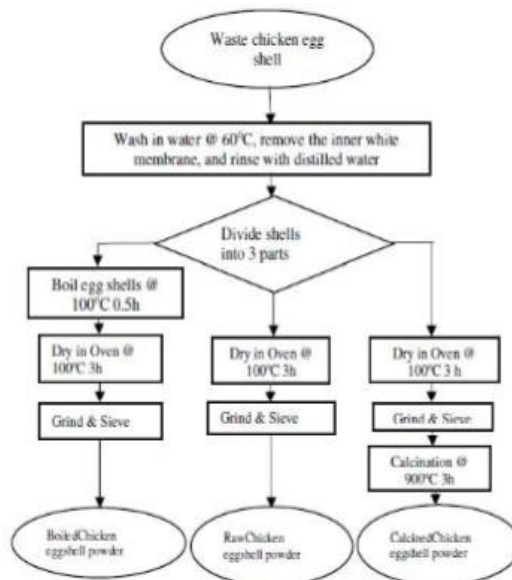 Waste chicken egg
shell
Wash in water @ 60°C, remove the inner white
membrane, and rinse with distilled water
Divide shells
into 3 parts
Boil egg shells @
100°C 0.5h
Dry in Oven @
100°C 3h
Grind & Sieve
BoiledChicken
eggshell powder
Dry in Oven @
100°C 3h
Grind & Sieve
RawChicken
eggshell powder
Dry in Oven @
100°C 3 h
Grind & Sieve
Calcination @
900°C 3h
CalcinedChicken
eggshell powder